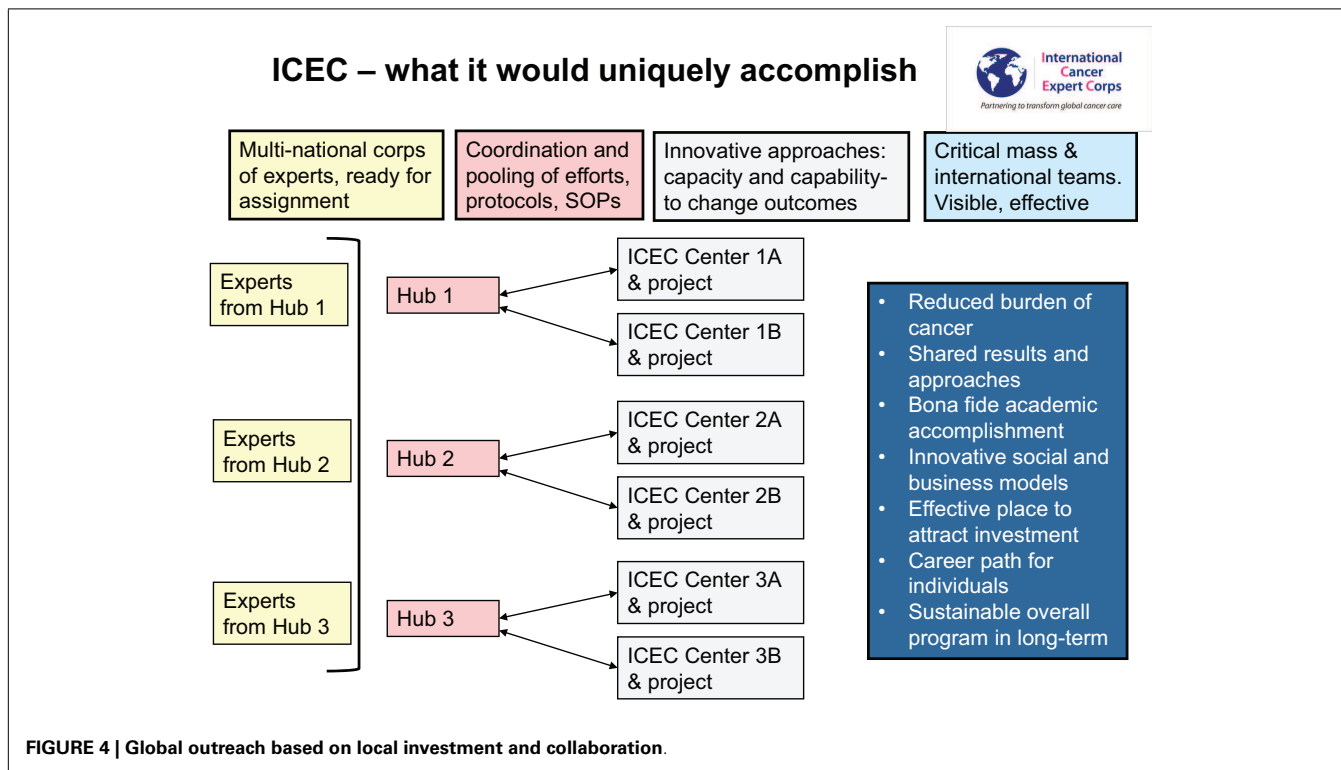 ICEC – what it would uniquely accomplish
International
Cancer
Expert Corps
Partnering to transform global cancer care
Multi-national corps
of experts, ready for
assignment
Coordination and
pooling of efforts,
protocols, SOPs
Innovative approaches:
capacity and capability-
to change outcomes
Critical mass &
international teams.
Visible, effective
Experts
from Hub 1
Hub 1
ICEC Center 1A
& project
ICEC Center 1B
& project
Experts
from Hub 2
Hub 2
ICEC Center 2A
& project
ICEC Center 2B
& project
Experts
from Hub 3
Hub 3
ICEC Center 3A
& project
ICEC Center 3B
& project
• Reduced burden of
cancer
• Shared results and
approaches
• Bona fide academic
accomplishment
• Innovative social and
business models
• Effective place to
attract investment
• Career path for
individuals
• Sustainable overall
program in long-term
FIGURE 4 | Global outreach based on local investment and collaboration.